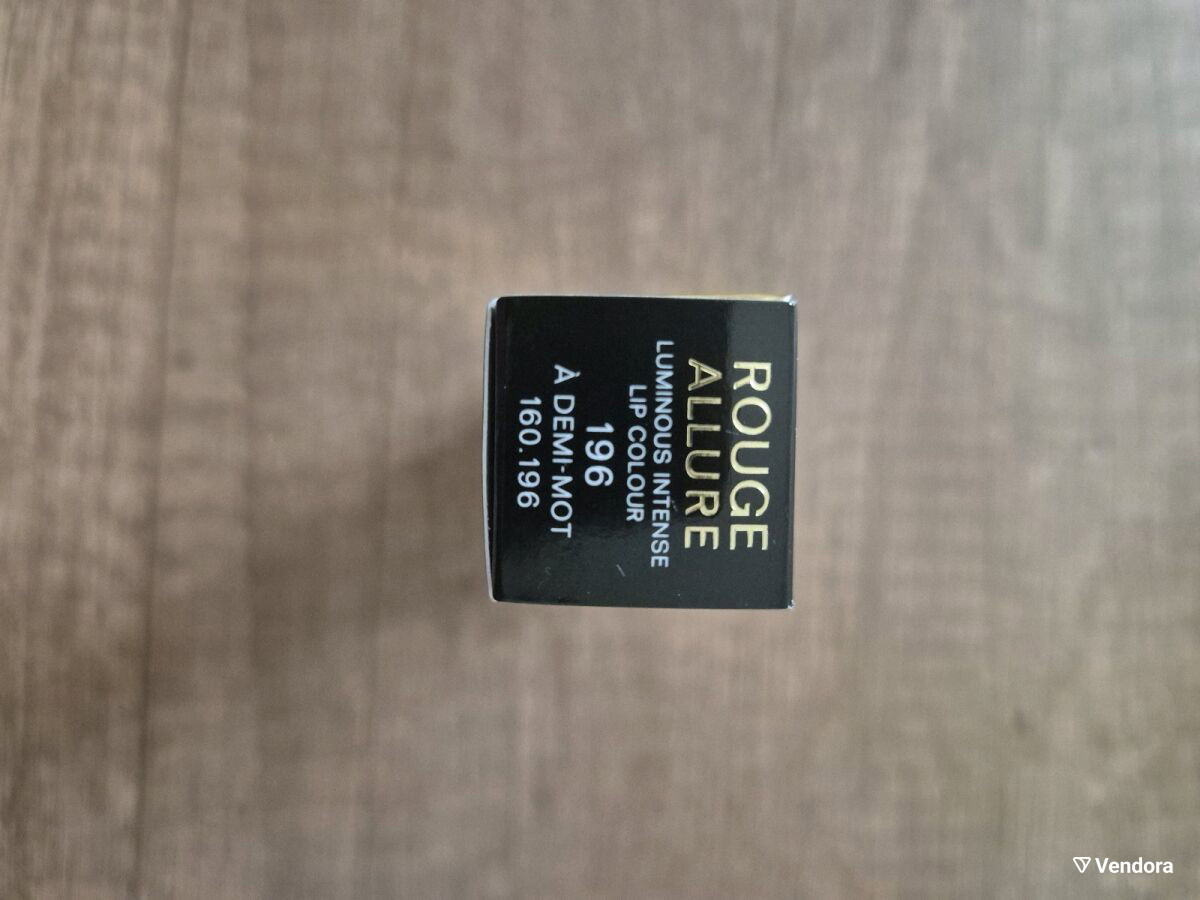 ROUGE
ALLURE
LUMINOUS INTENSE
LIP COLOUR
196
À DEMI-MOT
160.196
Vendora